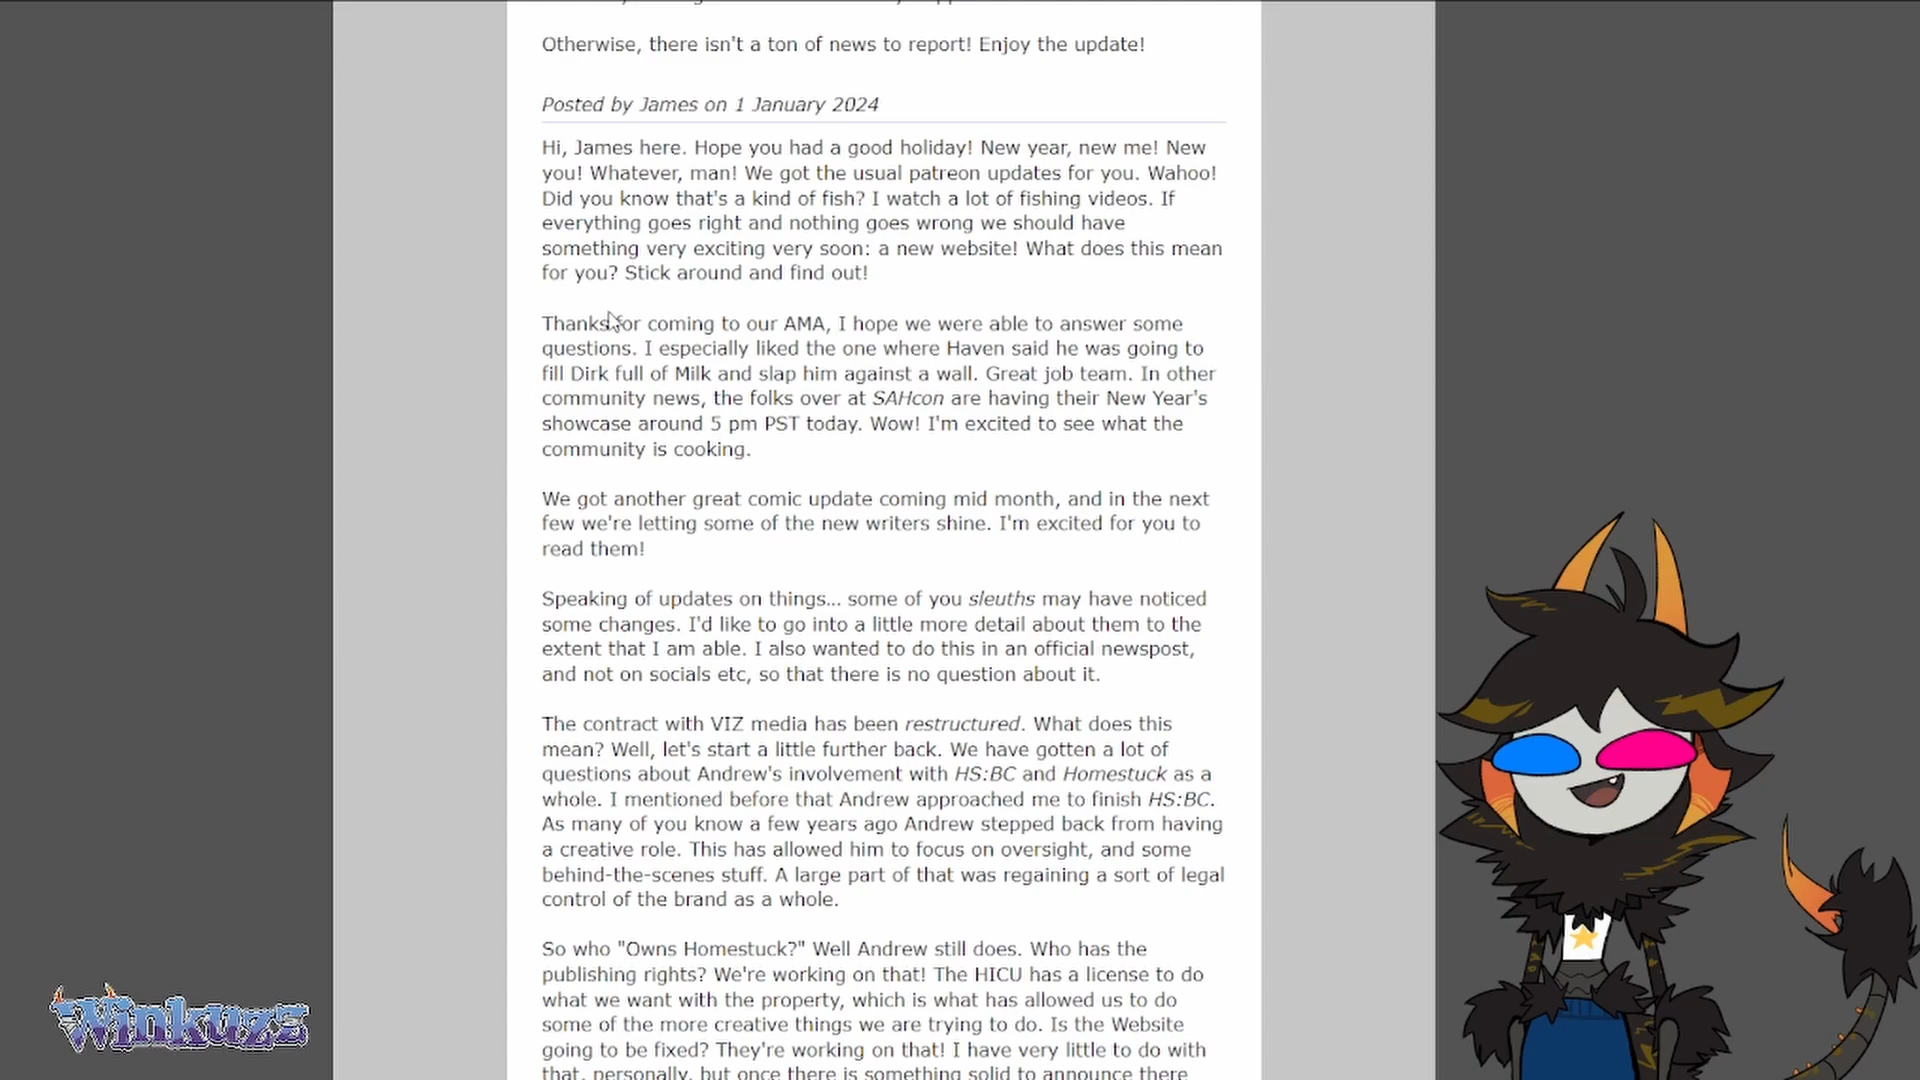 Otherwise, there isn't a ton of news to report! Enjoy the update!
Posted by James on 1 January 2024
Hi, James here. Hope you had a good holiday! New year, new me! New
you! Whatever, man! We got the usual patreon updates for you. Wahoo!
Did you know that's a kind of fish? I watch a lot of fishing videos. If
everything goes right and nothing goes wrong we should have
something very exciting very soon: a new website! What does this mean
for you? Stick around and find out!
Thanks for coming to our AMA, I hope we were able to answer some
questions. I especially liked the one where Haven said he was going to
fill Dirk full of Milk and slap him against a wall. Great job team. In other
community news, the folks over at SAHcon are having their New Year's
showcase around 5 pm PST today. Wow! I'm excited to see what the
community is cooking.
We got another great comic update coming mid month, and in the next
few we're letting some of the new writers shine. I'm excited for you to
read them!
Speaking of updates on things... some of you sleuths may have noticed
some changes. I'd like to go into a little more detail about them to the
extent that I am able. I also wanted to do this in an official newspost,
and not on socials etc, so that there is no question about it.
The contract with VIZ media has been restructured. What does this
mean? Well, let's start a little further back. We have gotten a lot of
questions about Andrew's involvement with HS:BC and Homestuck as a
whole. I mentioned before that Andrew approached me to finish HS:BC.
As many of you know a few years ago Andrew stepped back from having
a creative role. This has allowed him to focus on oversight, and some
behind-the-scenes stuff. A large part of that was regaining a sort of legal
control of the brand as a whole.
So who "Owns Homestuck?" Well Andrew still does. Who has the
publishing rights? We're working on that! The HICU has a license to do
what we want with the property, which is what has allowed us to do
some of the more creative things we are trying to do. Is the Website
going to be fixed? They're working on that! I have very little to do with
that, personally, but once there is something solid to announce there
Winkuzz